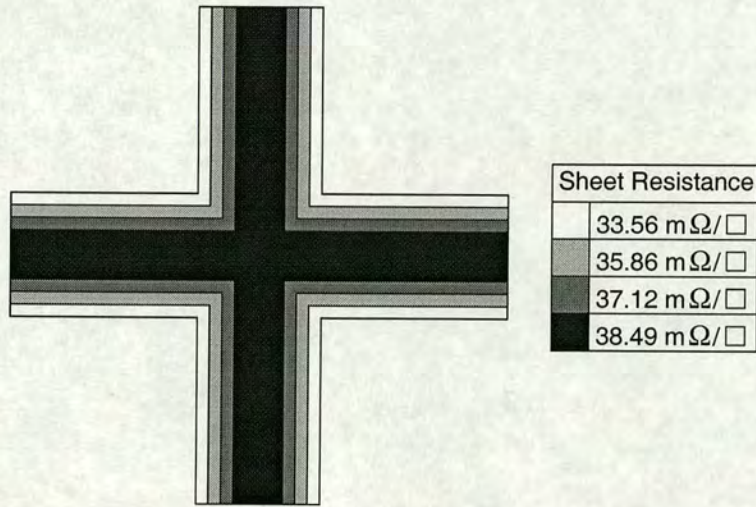 Sheet Resistance
33.56 mΩ/□
35.86 mΩ/□
37.12 mΩ/□
38.49 mΩ/□